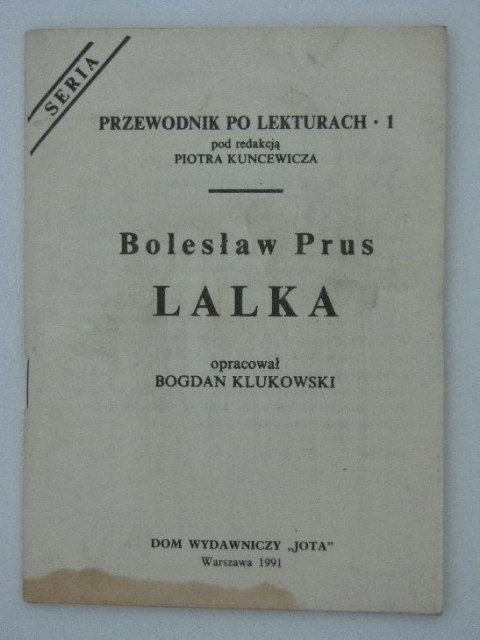 SERIA
PRZEWODNIK PO LEKTURACH · 1
pod redakcją
PIOTRA KUNCEWICZA
Bolesław Prus
LALKA
opracował
BOGDAN KLUKOWSKI
DOM WYDAWNICZY „JOTA"
Warszawa 1991